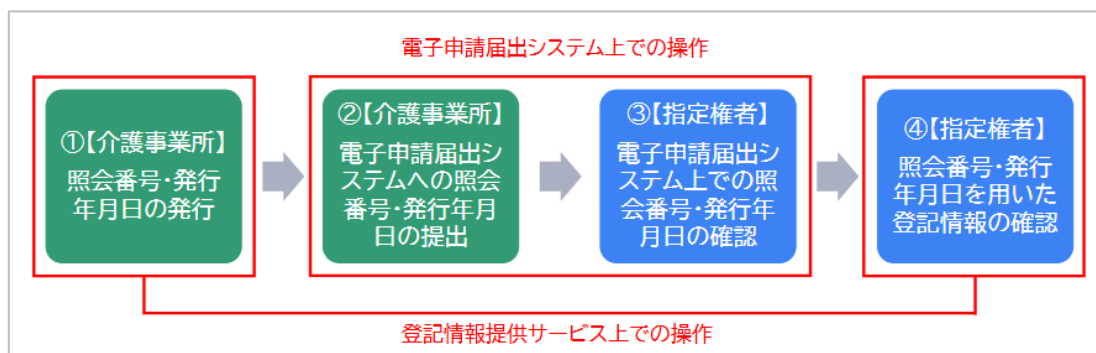 電子申請届出システム上での操作
①【介護事業所】
照会番号・発行
年月日の発行
②【介護事業所】
電子申請届出シ
ステムへの照会
番号・発行年月
日の提出
③【指定権者】
電子申請届出シ
ステム上での照
会番号・発行年
月日の確認
④【指定権者】
照会番号・発行
年月日を用いた
登記情報の確認
登記情報提供サービス上での操作